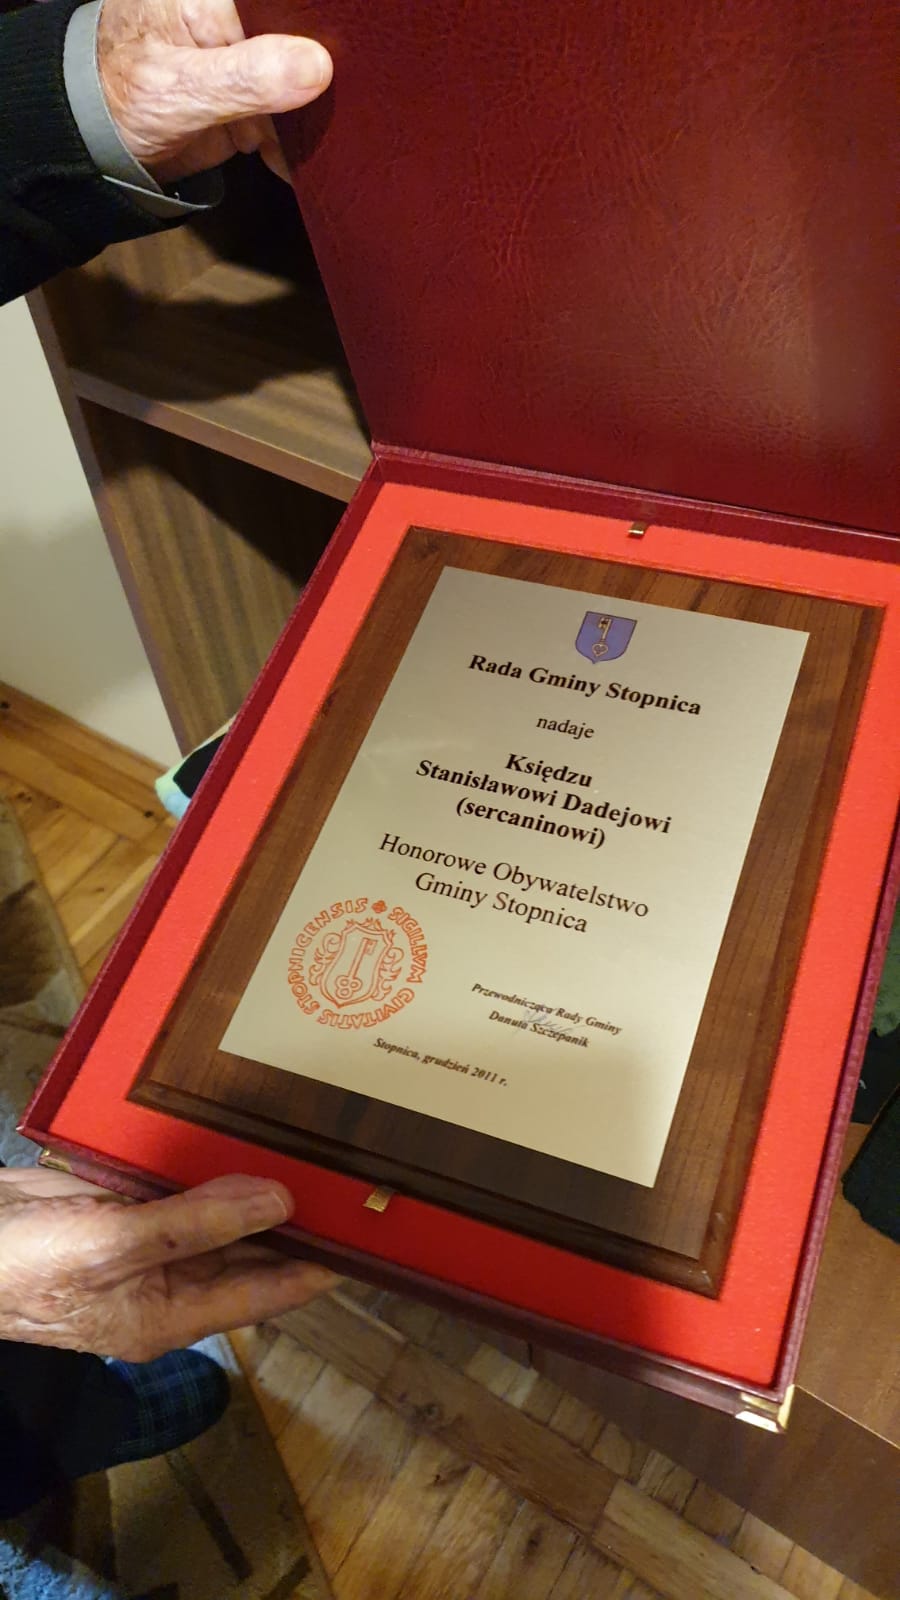 Rada Gminy Stopnica
nadaje
Księdzu
Stanisławowi Dadejowi
(sercaninowi)
Honorowe Obywatelstwo
Gminy Stopnica
SIGILLVM CIVITATIS STOPNICENSIS
Przewodnicząca Rady Gminy
Danuta Szczepanik
Stopnica, grudzień 2011 r.